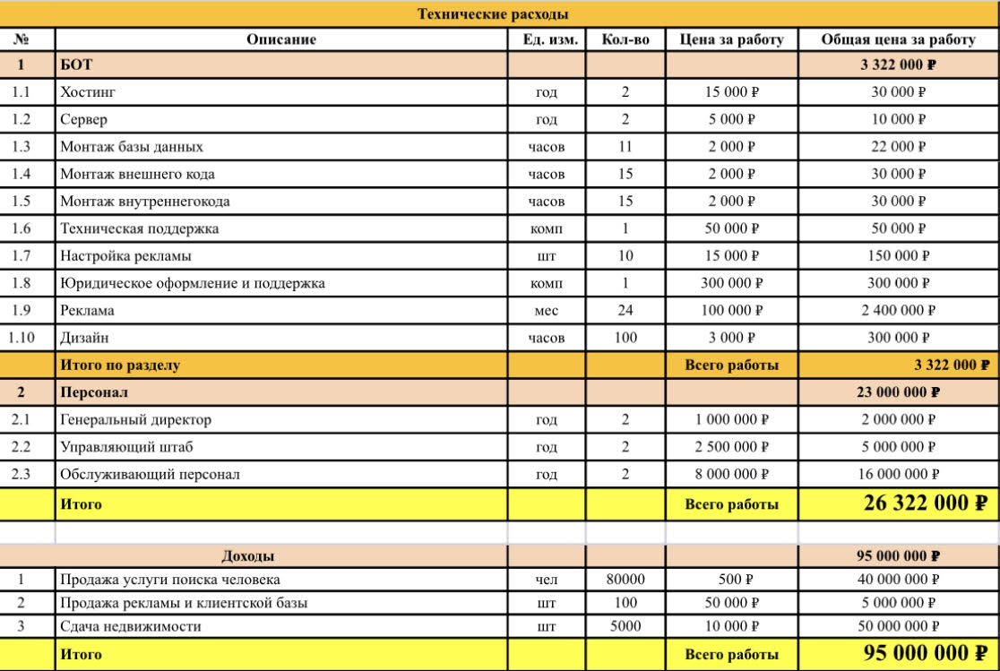 Технические расходы
№ Описание Ед. изм. Кол-во Цена за работу Общая цена за работу
1 БОТ 3 322 000 ₽
1.1 Хостинг год 2 15 000 ₽ 30 000 ₽
1.2 Сервер год 2 5 000 ₽ 10 000 ₽
1.3 Монтаж базы данных часов 11 2 000 ₽ 22 000 ₽
1.4 Монтаж внешнего кода часов 15 2 000 ₽ 30 000 ₽
1.5 Монтаж внутреннегокода часов 15 2 000 ₽ 30 000 ₽
1.6 Техническая поддержка комп 1 50 000 ₽ 50 000 ₽
1.7 Настройка рекламы шт 10 15 000 ₽ 150 000 ₽
1.8 Юридическое оформление и поддержка комп 1 300 000 ₽ 300 000 ₽
1.9 Реклама мес 24 100 000 ₽ 2 400 000 ₽
1.10 Дизайн часов 100 3 000 ₽ 300 000 ₽
Итого по разделу Всего работы 3 322 000 ₽
2 Персонал 23 000 000 ₽
2.1 Генеральный директор год 2 1 000 000 ₽ 2 000 000 ₽
2.2 Управляющий штаб год 2 2 500 000 ₽ 5 000 000 ₽
2.3 Обслуживающий персонал год 2 8 000 000 ₽ 16 000 000 ₽
Итого Всего работы 26 322 000 ₽
Доходы 95 000 000 ₽
1 Продажа услуги поиска человека чел 80000 500 ₽ 40 000 000 ₽
2 Продажа рекламы и клиентской базы шт 100 50 000 ₽ 5 000 000 ₽
3 Сдача недвижимости шт 5000 10 000 ₽ 50 000 000 ₽
Итого Всего работы 95 000 000 ₽